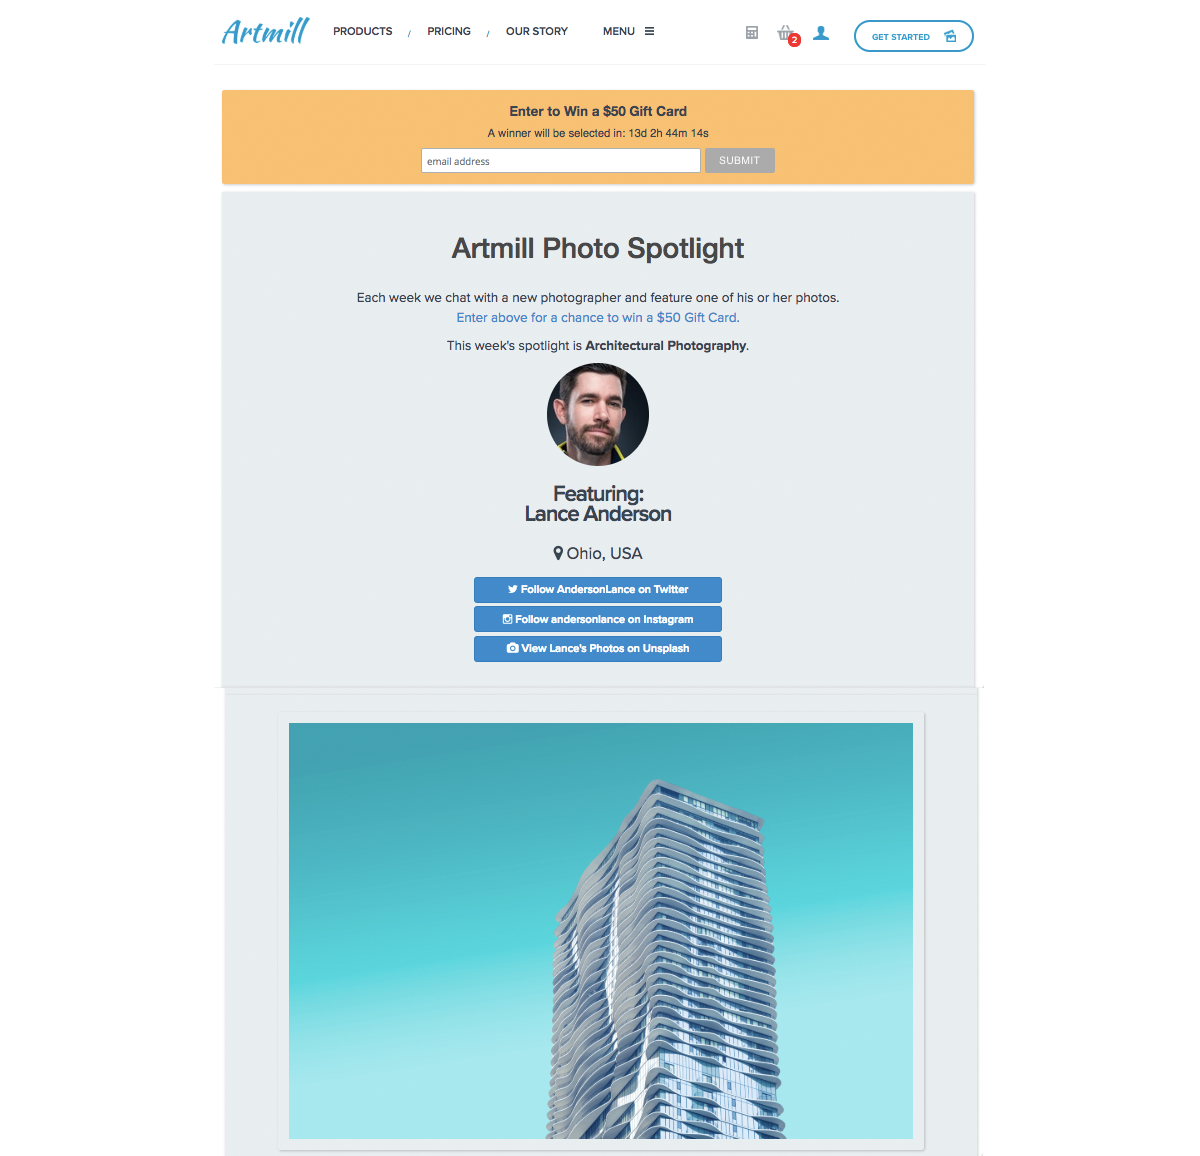 Artmill
PRODUCTS / PRICING / OUR STORY MENU
2
GET STARTED
Enter to Win a $50 Gift Card
A winner will be selected in: 13d 2h 44m 14s
email address
SUBMIT
Artmill Photo Spotlight
Each week we chat with a new photographer and feature one of his or her photos.
Enter above for a chance to win a $50 Gift Card.
This week's spotlight is Architectural Photography.
Featuring:
Lance Anderson
Ohio, USA
Follow AndersonLance on Twitter
Follow andersonlance on Instagram
View Lance's Photos on Unsplash